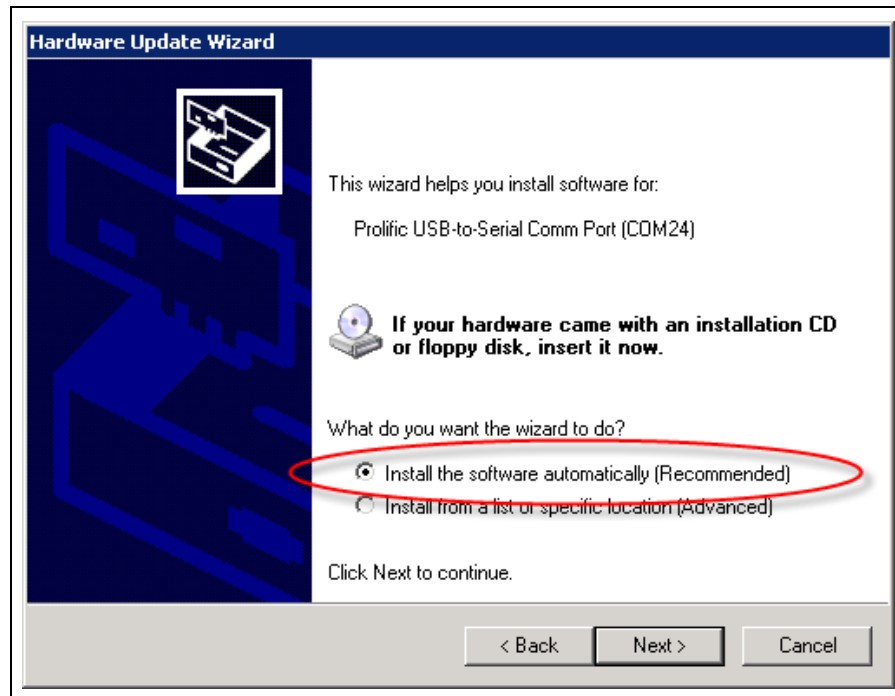 Hardware Update Wizard
This wizard helps you install software for:
Prolific USB-to-Serial Comm Port (COM24)
If your hardware came with an installation CD
or floppy disk, insert it now.
What do you want the wizard to do?
Install the software automatically (Recommended)
Install from a list or specific location (Advanced)
Click Next to continue.
< Back
Next >
Cancel